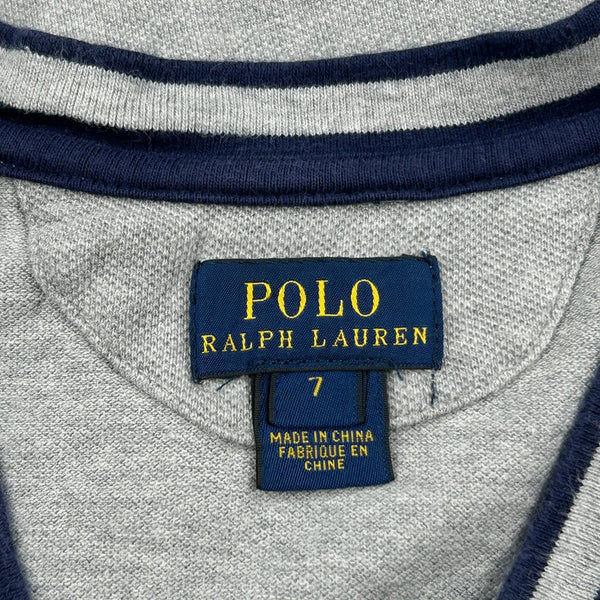 POLO
RALPH LAUREN
7
MADE IN CHINA
FABRIQUE EN
CHINE